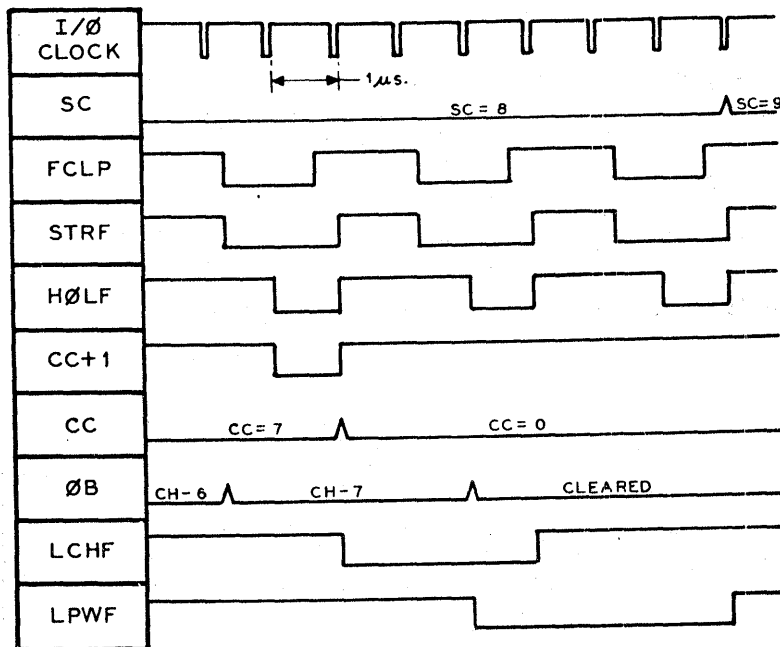 I/Ø
CLOCK
1μs.
SC
SC = 8
SC = 9
FCLP
STRF
HØLF
CC+1
CC
CC = 7
CC = 0
ØB
CH-6
CH-7
CLEARED
LCHF
LPWF